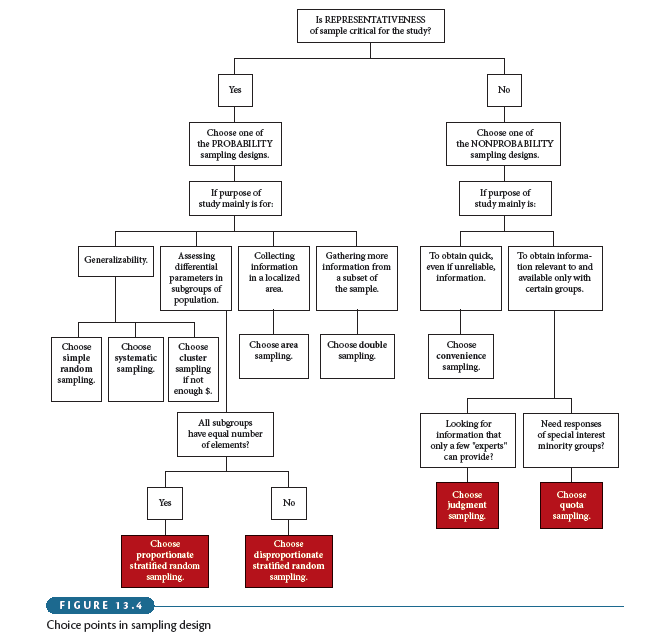 Is REPRESENTATIVENESS
of sample critical for the study?
Yes
No
Choose one of
the PROBABILITY
sampling designs.
Choose one of
the NONPROBABILITY
sampling designs.
If purpose of
study mainly is for:
If purpose of
study mainly is:
Generalizability.
Assessing
differential
parameters in
subgroups of
population.
Collecting
information
in a localized
area.
Gathering more
information from
a subset of
the sample.
To obtain quick,
even if unreliable,
information.
To obtain informa-
tion relevant to and
available only with
certain groups.
Choose
simple
random
sampling.
Choose
systematic
sampling.
Choose
cluster
sampling
if not
enough $.
Choose area
sampling.
Choose double
sampling.
Choose
convenience
sampling.
All subgroups
have equal number
of elements?
Looking for
information that
only a few "experts"
can provide?
Need responses
of special interest
minority groups?
Yes
No
Choose
judgment
sampling.
Choose
quota
sampling.
Choose
proportionate
stratified random
sampling.
Choose
disproportionate
stratified random
sampling.
FIGURE 13.4
Choice points in sampling design